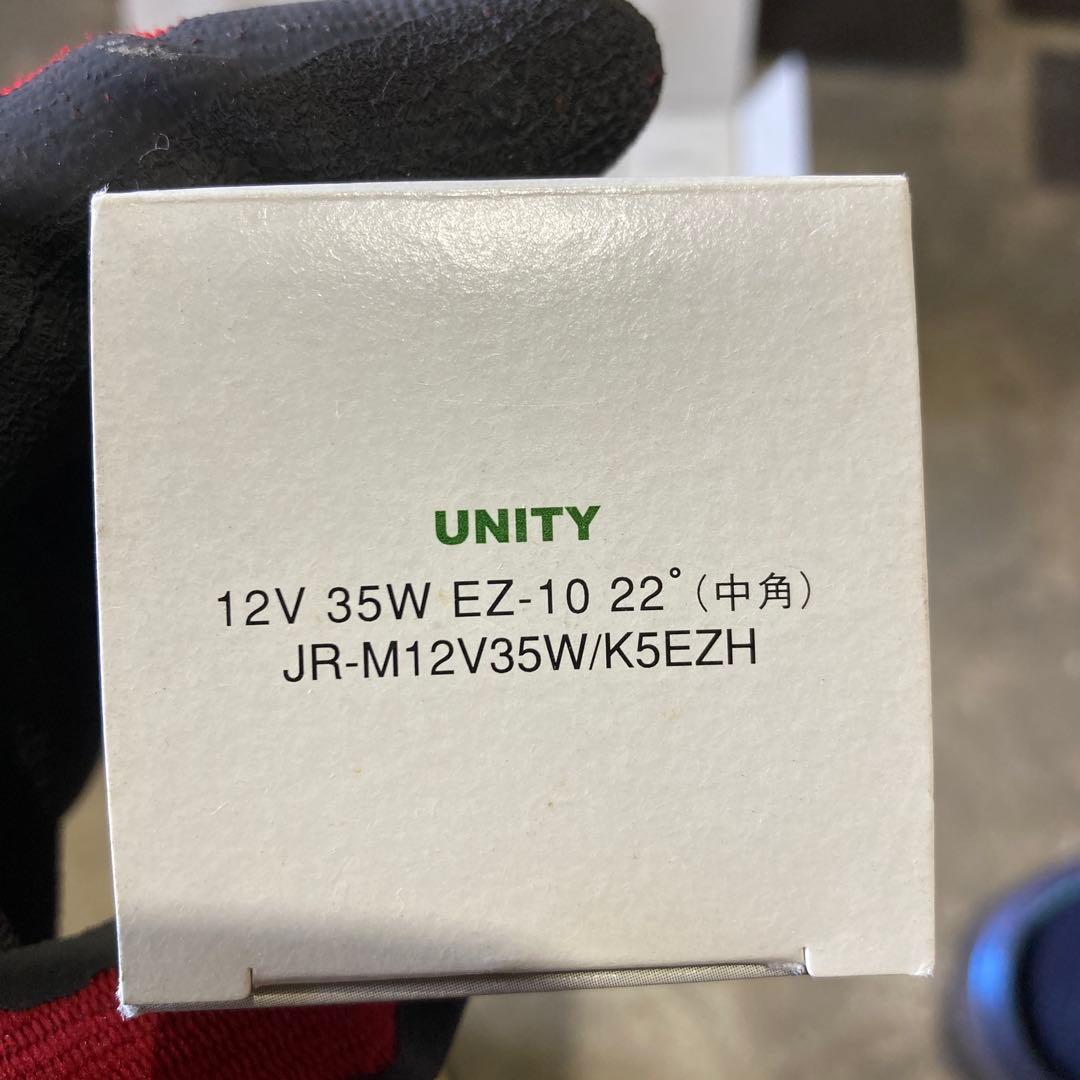 UNITY
12V 35W EZ-10 22°(中角)
JR-M12V35W/K5EZH